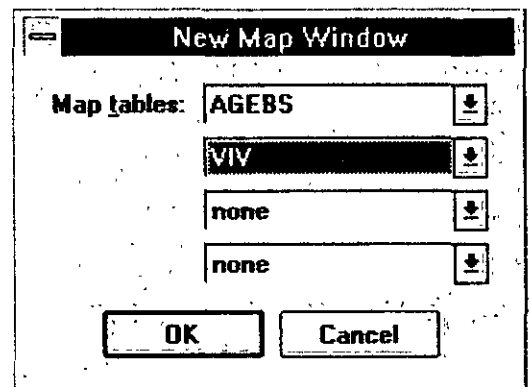 New Map Window
Map tables: AGEBS
VIV
none
none
OK Cancel